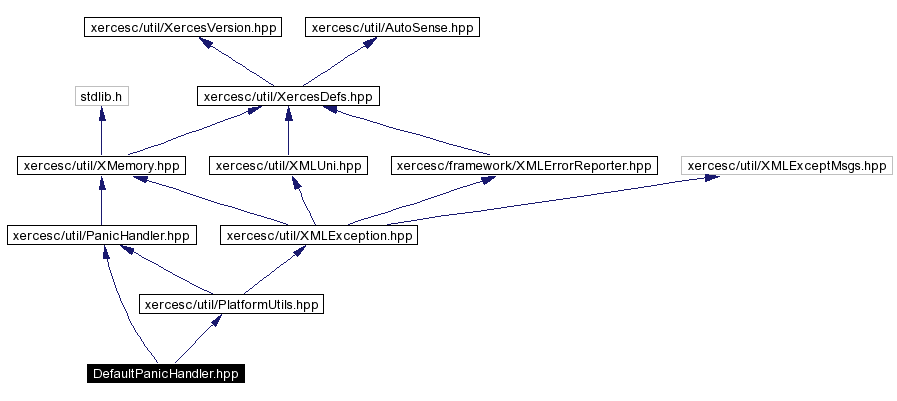 xercesc/util/XercesVersion.hpp
xercesc/util/AutoSense.hpp
stdlib.h
xercesc/util/XercesDefs.hpp
xercesc/util/XMemory.hpp
xercesc/util/XMLUni.hpp
xercesc/framework/XMLErrorReporter.hpp
xercesc/util/XMLExceptMsgs.hpp
xercesc/util/PanicHandler.hpp
xercesc/util/XMLException.hpp
xercesc/util/PlatformUtils.hpp
DefaultPanicHandler.hpp